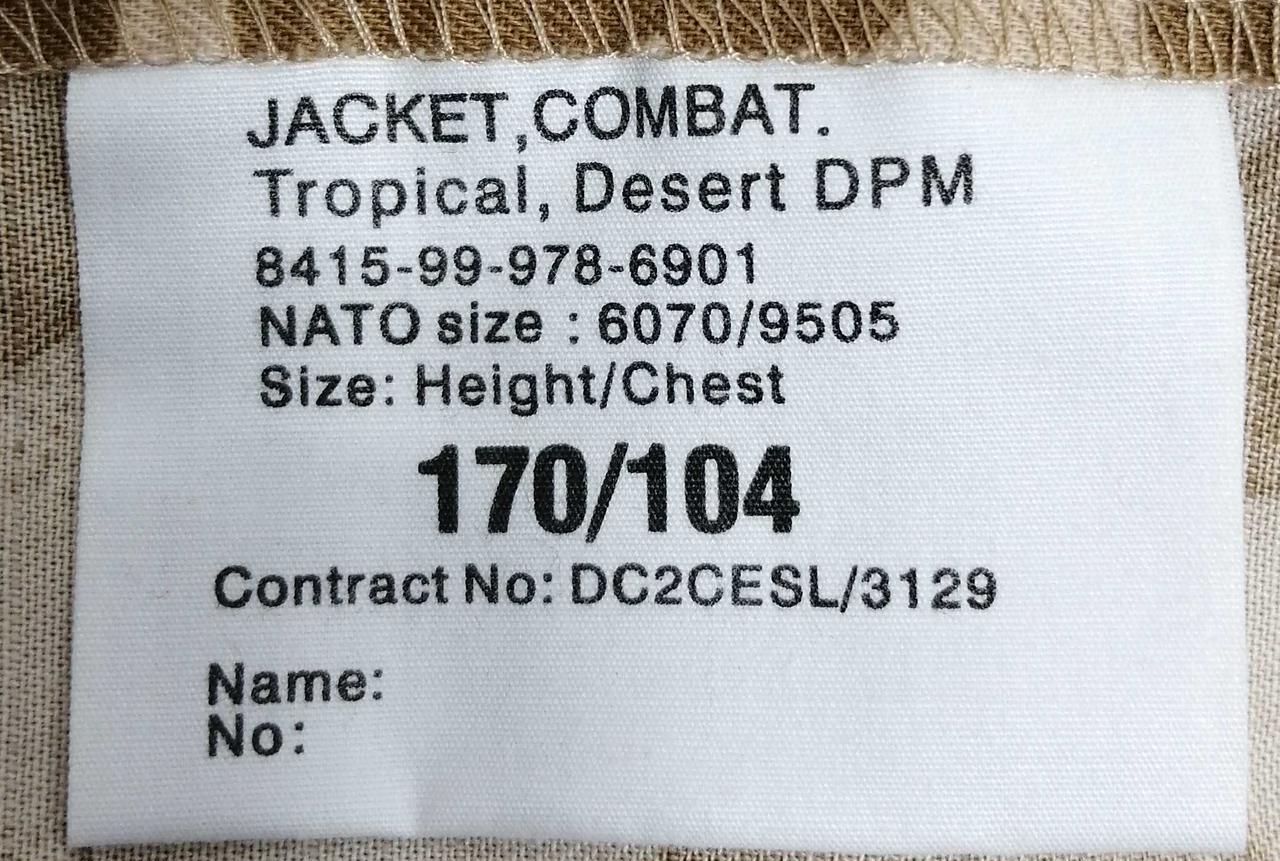 JACKET,COMBAT.
Tropical, Desert DPM
8415-99-978-6901
NATO size : 6070/9505
Size: Height/Chest
170/104
Contract No: DC2CESL/3129
Name:
No: